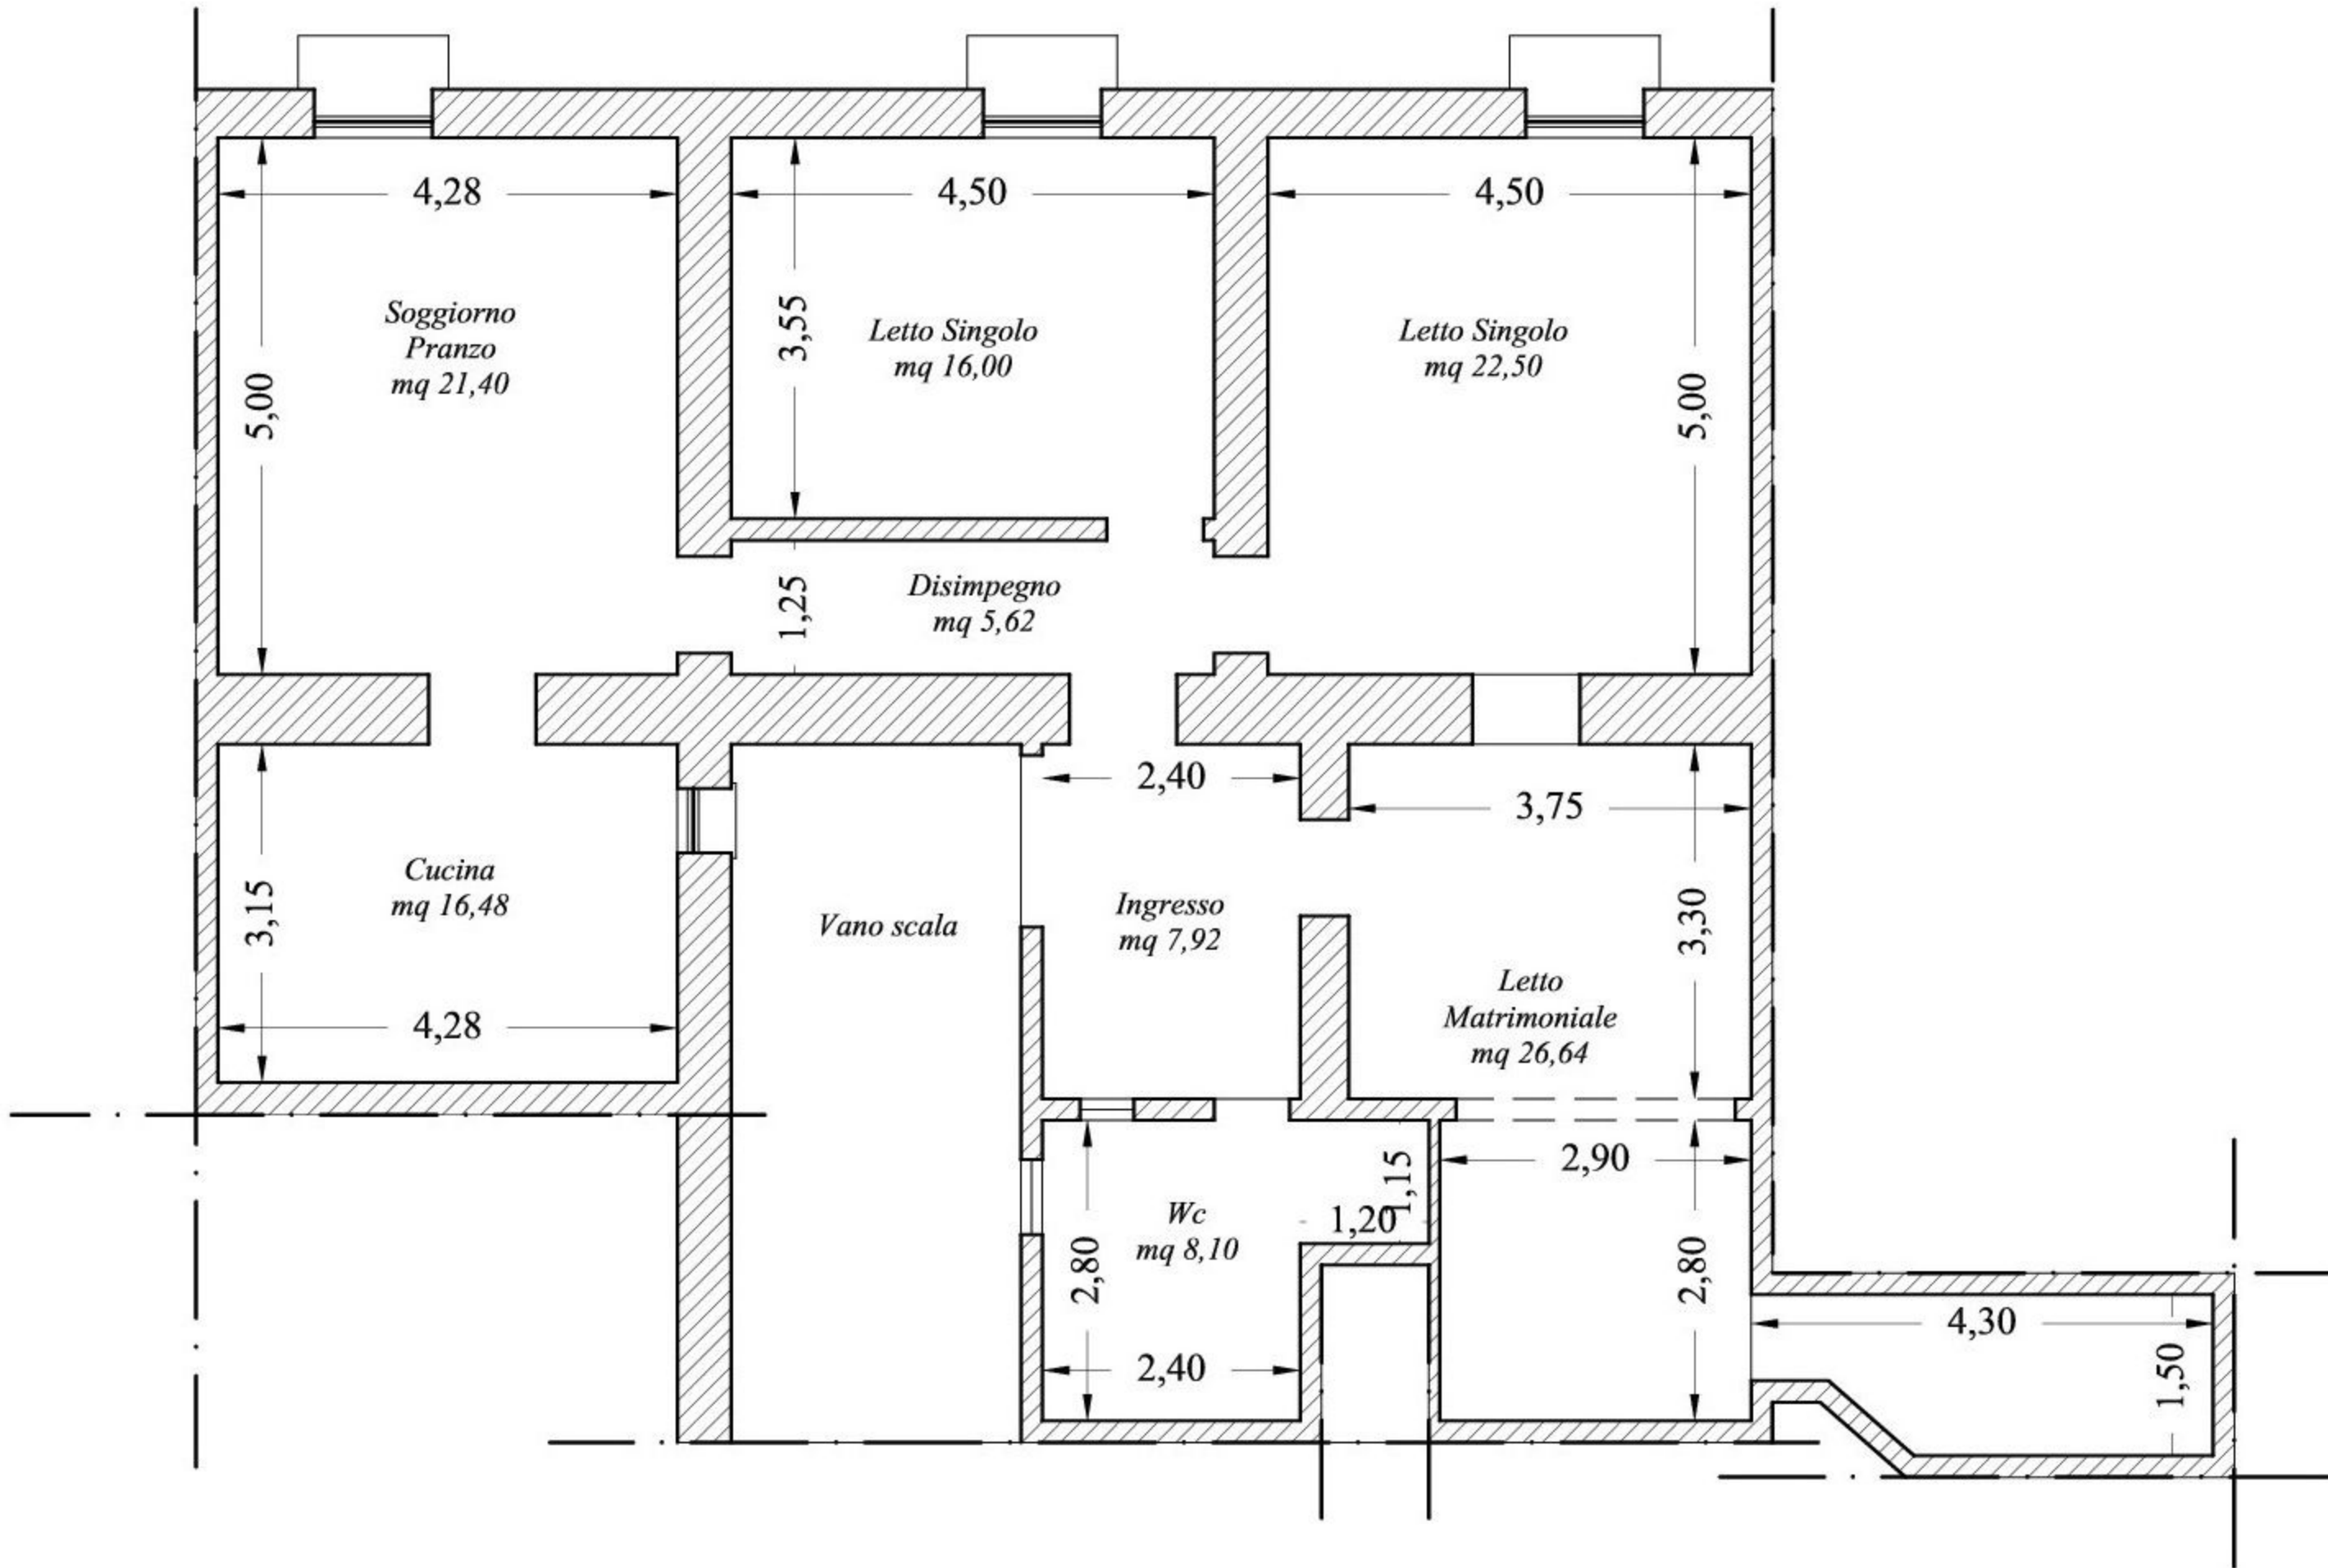 4,28
4,50
4,50
5,00
Soggiorno
Pranzo
mq 21,40
3,55
Letto Singolo
mq 16,00
Letto Singolo
mq 22,50
5,00
1,25
Disimpegno
mq 5,62
2,40
3,75
3,15
Cucina
mq 16,48
4,28
Vano scala
Ingresso
mq 7,92
3,30
Letto
Matrimoniale
mq 26,64
2,90
1,15
1,20
Wc
mq 8,10
2,80
2,40
2,80
4,30
1,50